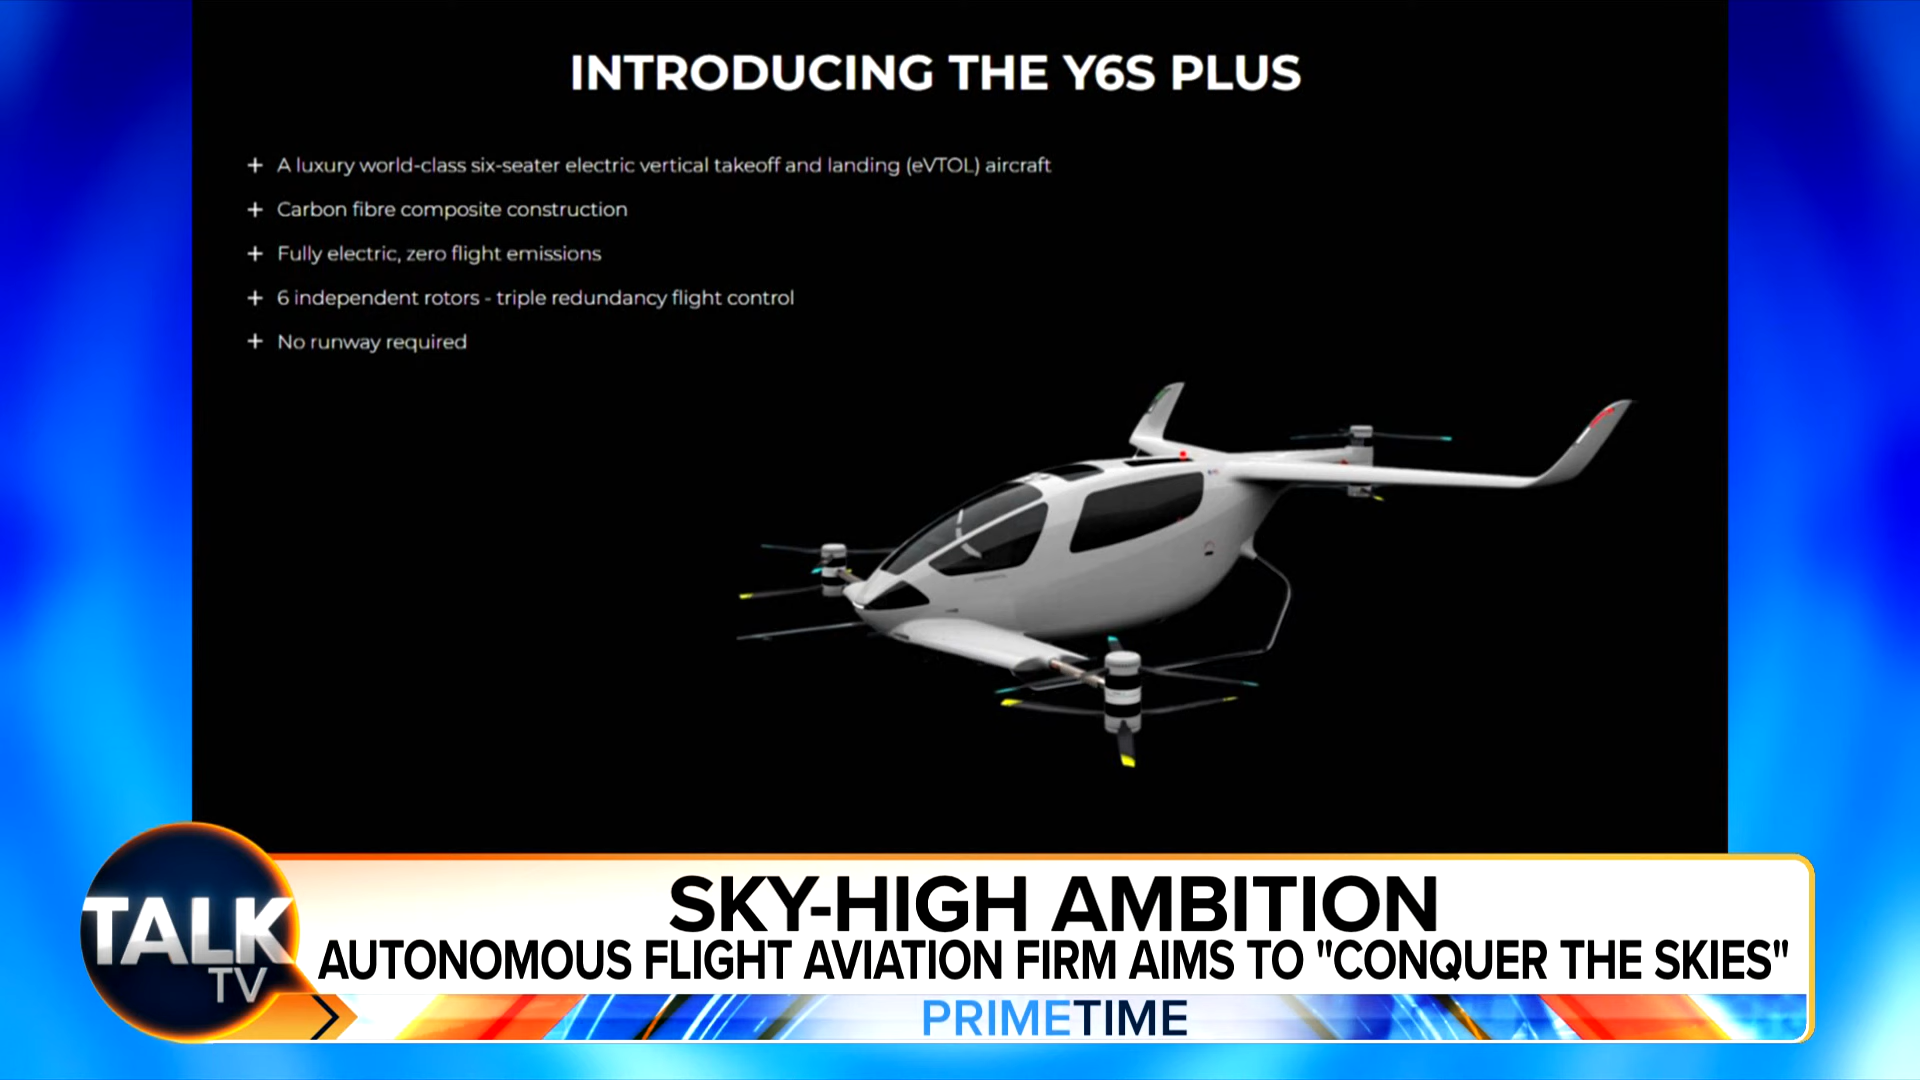 INTRODUCING THE Y6S PLUS
+ A luxury world-class six-seater electric vertical takeoff and landing (eVTOL) aircraft
+ Carbon fibre composite construction
+ Fully electric, zero flight emissions
+ 6 independent rotors - triple redundancy flight control
+ No runway required
TALK
TV
SKY-HIGH AMBITION
AUTONOMOUS FLIGHT AVIATION FIRM AIMS TO "CONQUER THE SKIES"
PRIMETIME